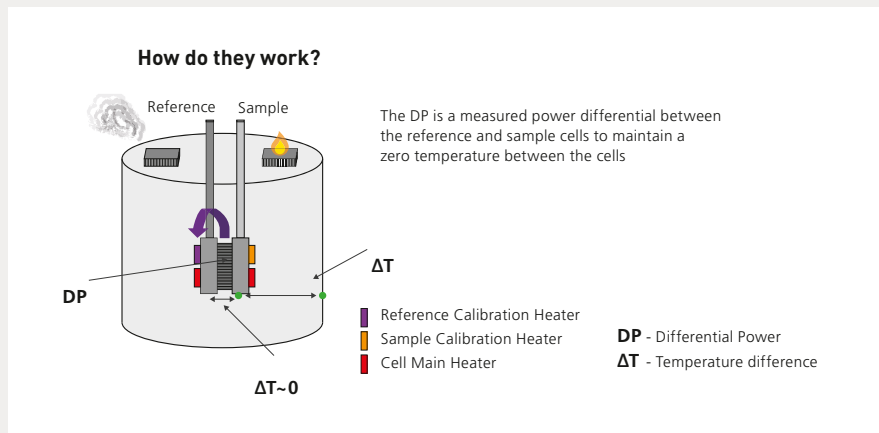 How do they work?
Reference
Sample
The DP is a measured power differential between
the reference and sample cells to maintain a
zero temperature between the cells
ΔT
DP
Reference Calibration Heater
Sample Calibration Heater
Cell Main Heater
DP - Differential Power
ΔT - Temperature difference
ΔT~0